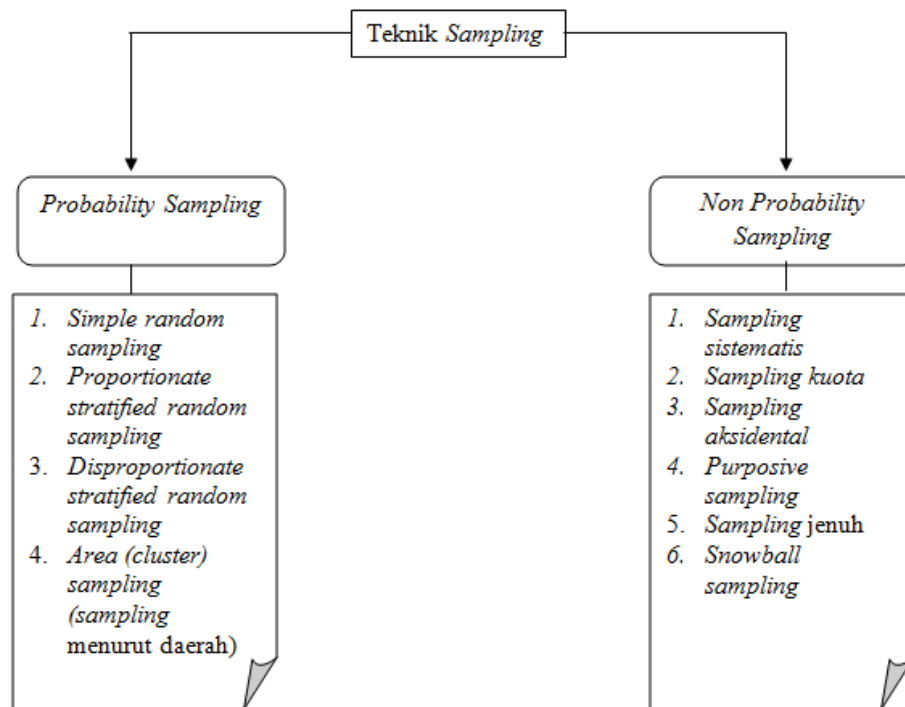 Teknik Sampling
Probability Sampling
1. Simple random
sampling
2. Proportionate
stratified random
sampling
3. Disproportionate
stratified random
sampling
4. Area (cluster)
sampling
(sampling
menurut daerah)
Non Probability
Sampling
1. Sampling
sistematis
2. Sampling kuota
3. Sampling
aksidental
4. Purposive
sampling
5. Sampling jenuh
6. Snowball
sampling